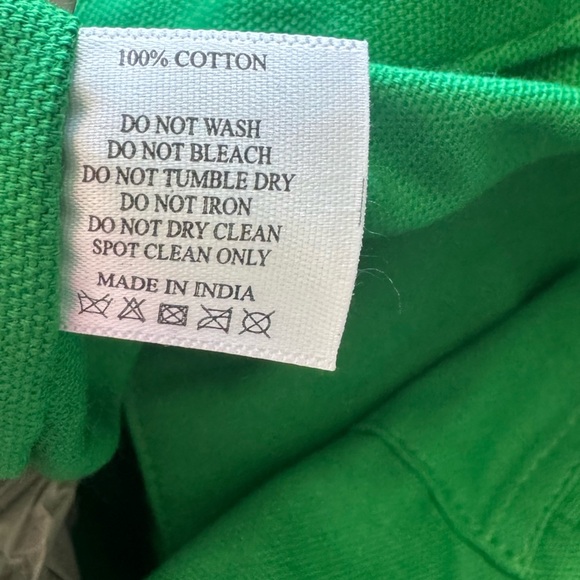 100% COTTON
DO NOT WASH
DO NOT BLEACH
DO NOT TUMBLE DRY
DO NOT IRON
DO NOT DRY CLEAN
SPOT CLEAN ONLY
MADE IN INDIA